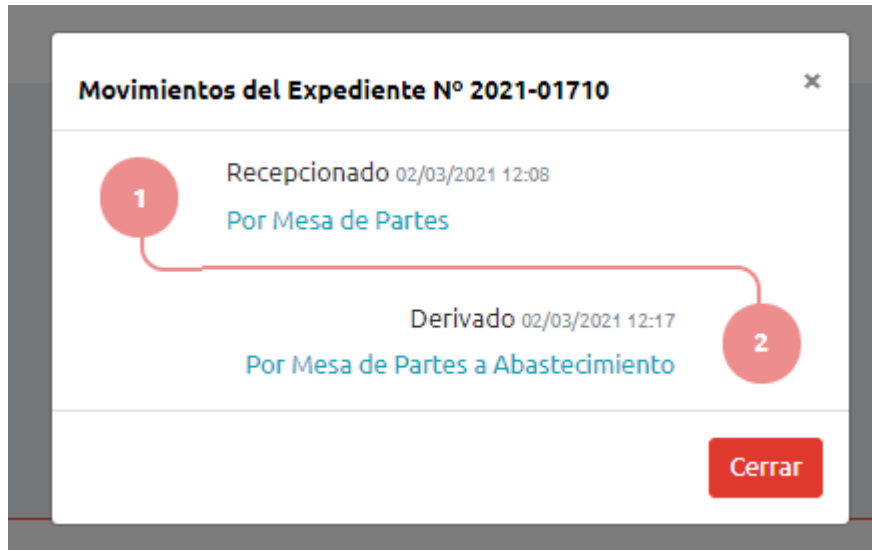 Movimientos del Expediente Nº 2021-01710
×
1
Recepcionado 02/03/2021 12:08
Por Mesa de Partes
Derivado 02/03/2021 12:17
2
Por Mesa de Partes a Abastecimiento
Cerrar